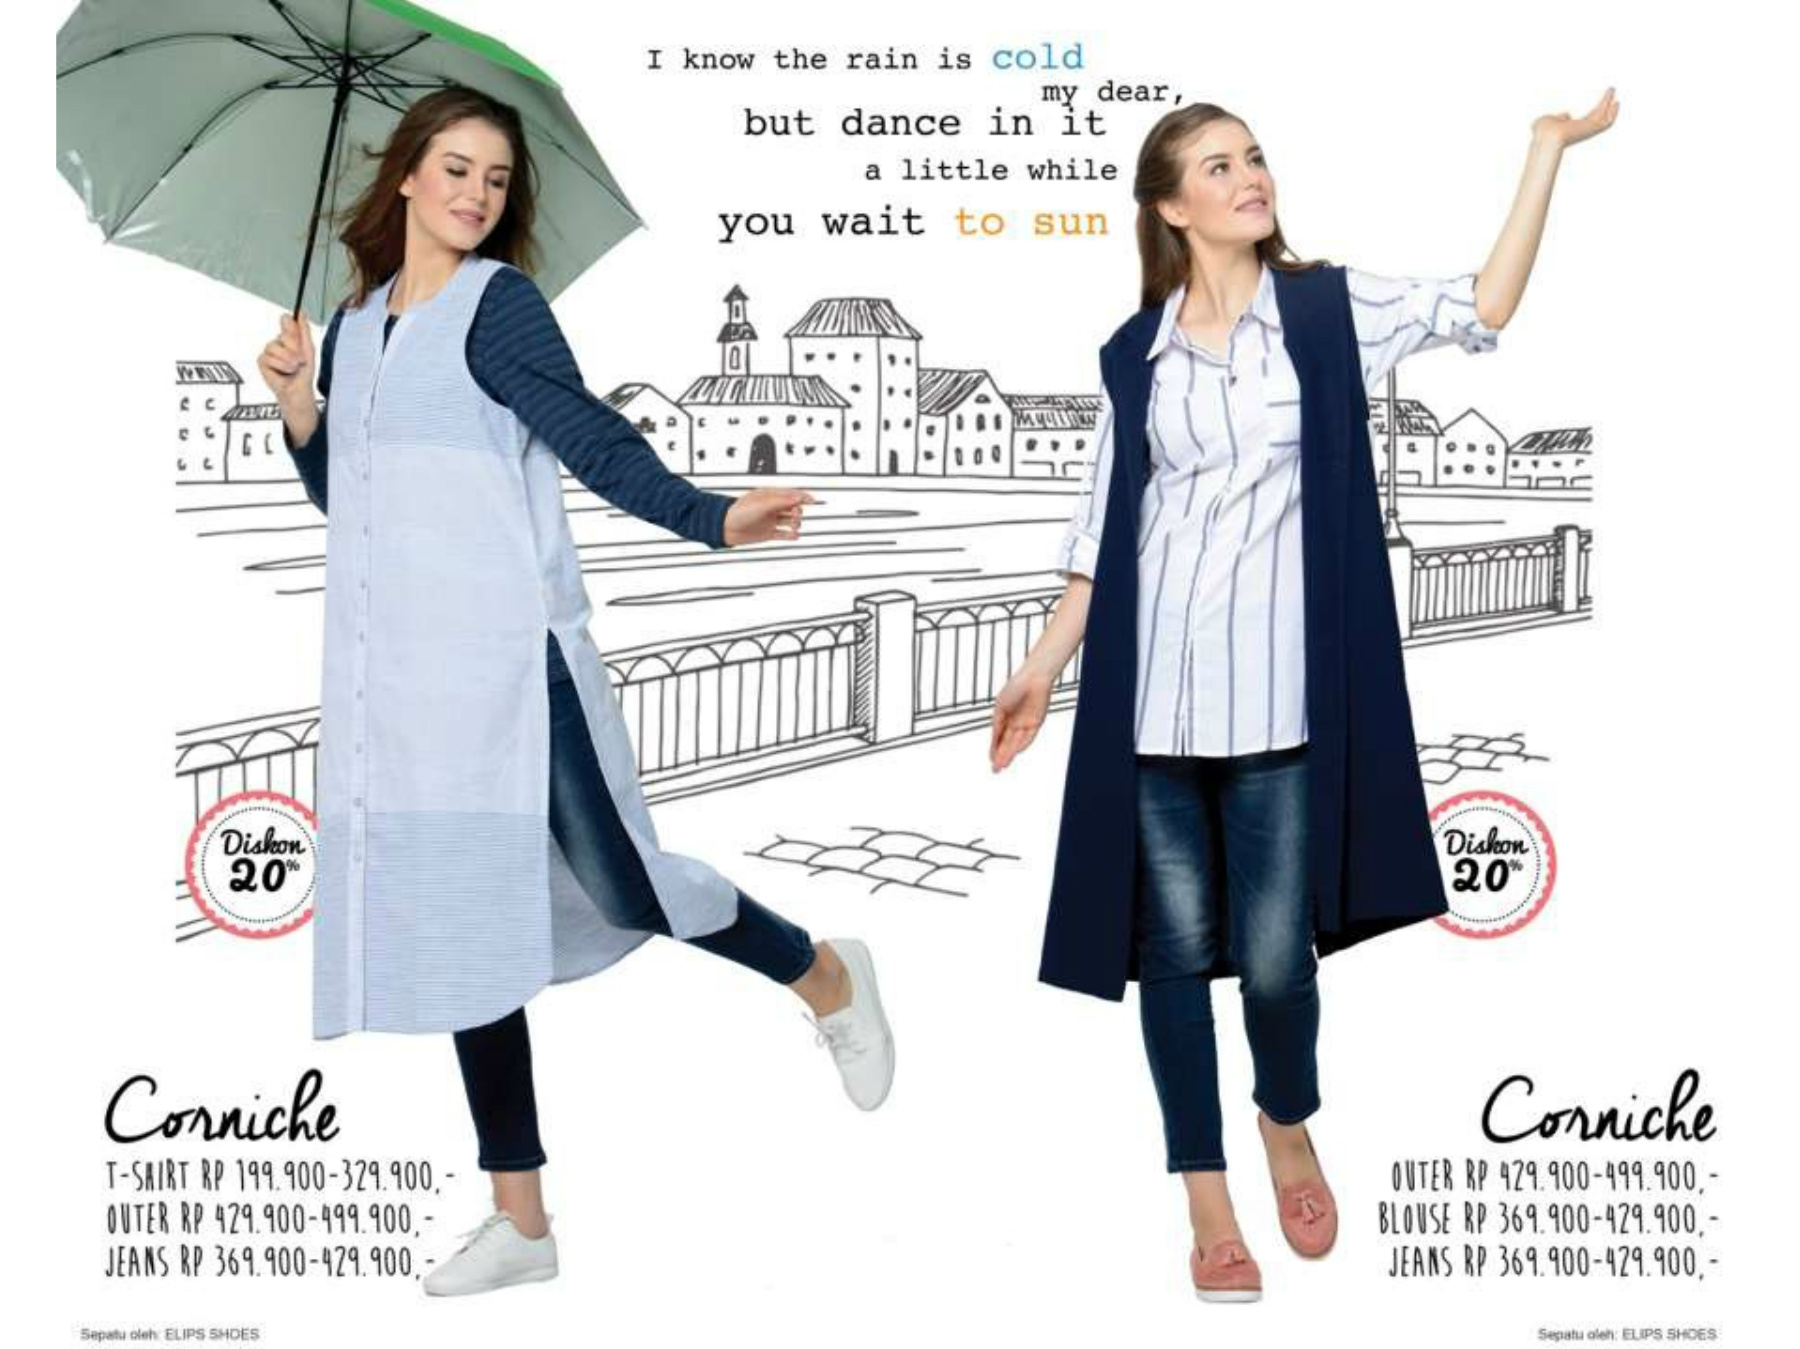 I know the rain is cold
my dear,
but dance in it
a little while
you wait to sun
Diskon
20%
Diskon
20%
Corniche
T-SHIRT RP 199.900-329.900,-
OUTER RP 429.900-499.900,-
JEANS RP 369.900-429.900,-
Corniche
OUTER RP 429.900-499.900,-
BLOUSE RP 369.900-429.900,-
JEANS RP 369.900-429.900,-
Sepatu oleh: ELIPS SHOES
Sepatu oleh: ELIPS SHOES